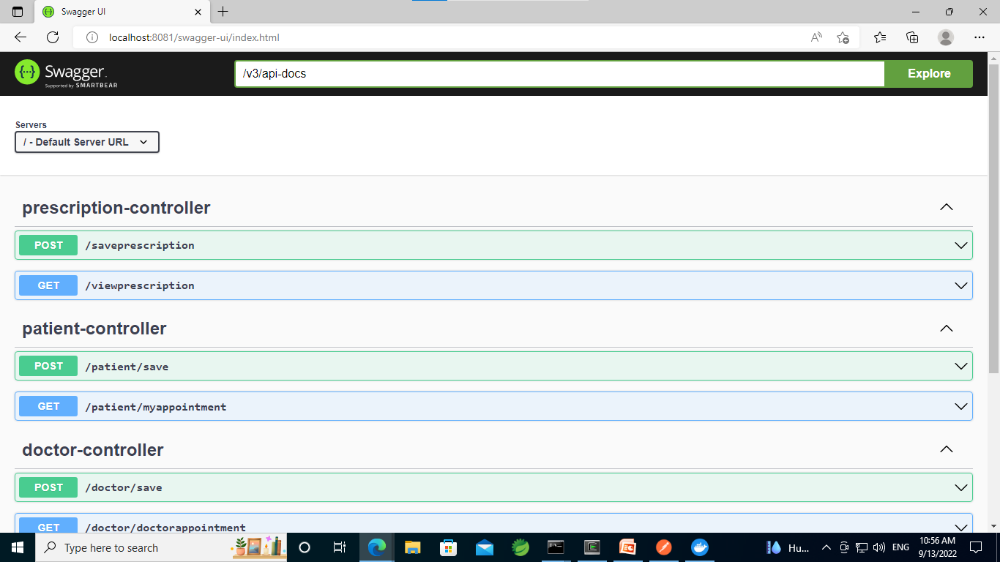 Swagger UI
localhost:8081/swagger-ui/index.html
Swagger
Supported by SMARTBEAR
/v3/api-docs
Explore
Servers
/ - Default Server URL
prescription-controller
POST /saveprescription
GET /viewprescription
patient-controller
POST /patient/save
GET /patient/myappointment
doctor-controller
POST /doctor/save
GET /doctor/doctorappointment
Type here to search
Hu...
ENG
10:56 AM
9/13/2022